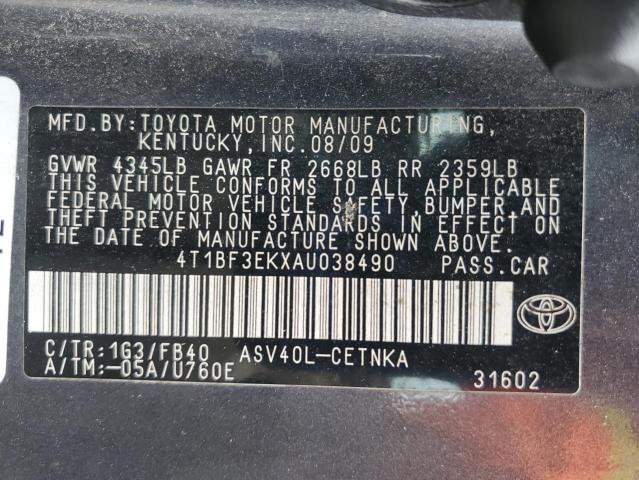 MFD.BY:TOYOTA MOTOR MANUFACTURING,
KENTUCKY,INC.08/09
GVWR 4345LB GAWR FR 2668LB RR 2359LB
THIS VEHICLE CONFORMS TO ALL APPLICABLE
FEDERAL MOTOR VEHICLE SAFETY,BUMPER,AND
THEFT PREVENTION STANDARDS IN EFFECT ON
THE DATE OF MANUFACTURE SHOWN ABOVE.
4T1BF3EKXAU038490 PASS.CAR
C/TR:1G3/FB40 ASV40L-CETNKA
A/TM:-05A/U760E 31602